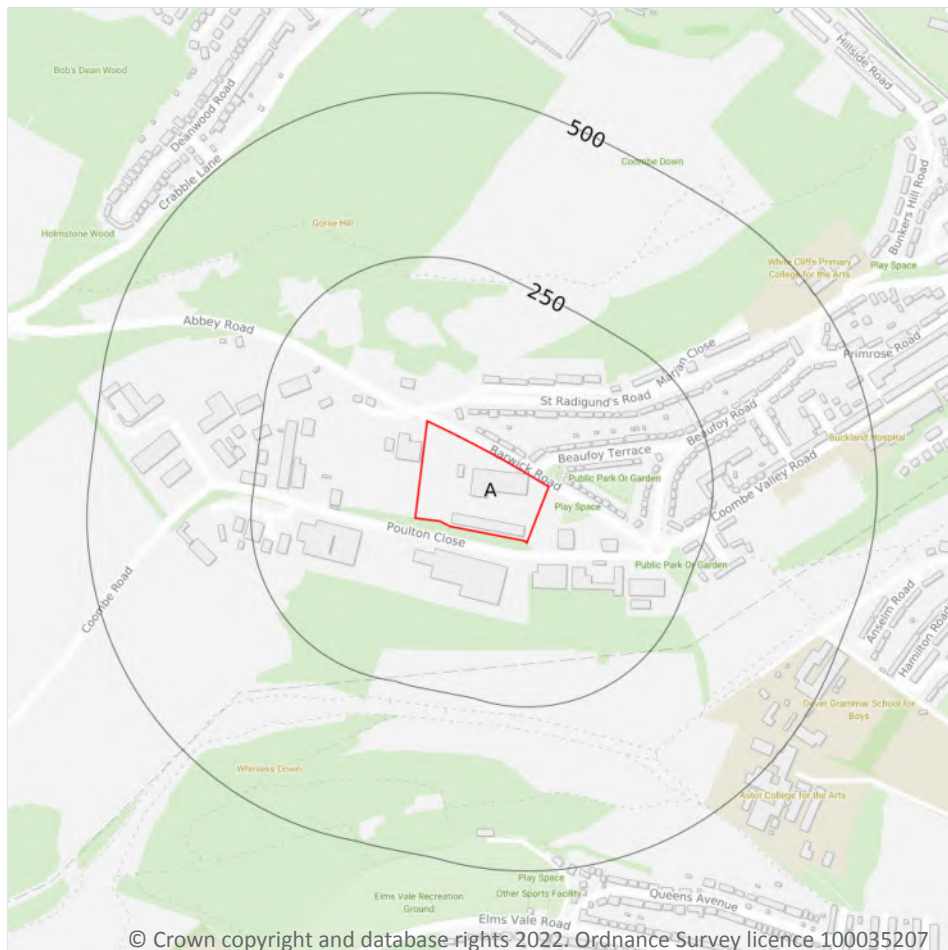 Hillside Road
Bob's Dean Wood
Deanwood Road
500
Coombe Down
Crabble Lane
Bunkers Hill Road
Gorse Hill
Holmstone Wood
White Cliffs Primary
College for the Arts
Play Space
250
Abbey Road
Marjan Close
Primrose Road
St Radigund's Road
Beaufoy Road
Buckland Hospital
Barwick Road
Beaufoy Terrace
Coombe Valley Road
Public Park Or Garden
A
Play Space
Poulton Close
Public Park Or Garden
Coombe Road
Anselm Road
Hamilton Road
Dover Grammar School for
Boys
Whinless Down
Astor College for the Arts
Play Space
Other Sports Facility
Elms Vale Recreation
Ground
Queens Avenue
Elms Vale Road
© Crown copyright and database rights 2022. Ordnance Survey licence 100035207